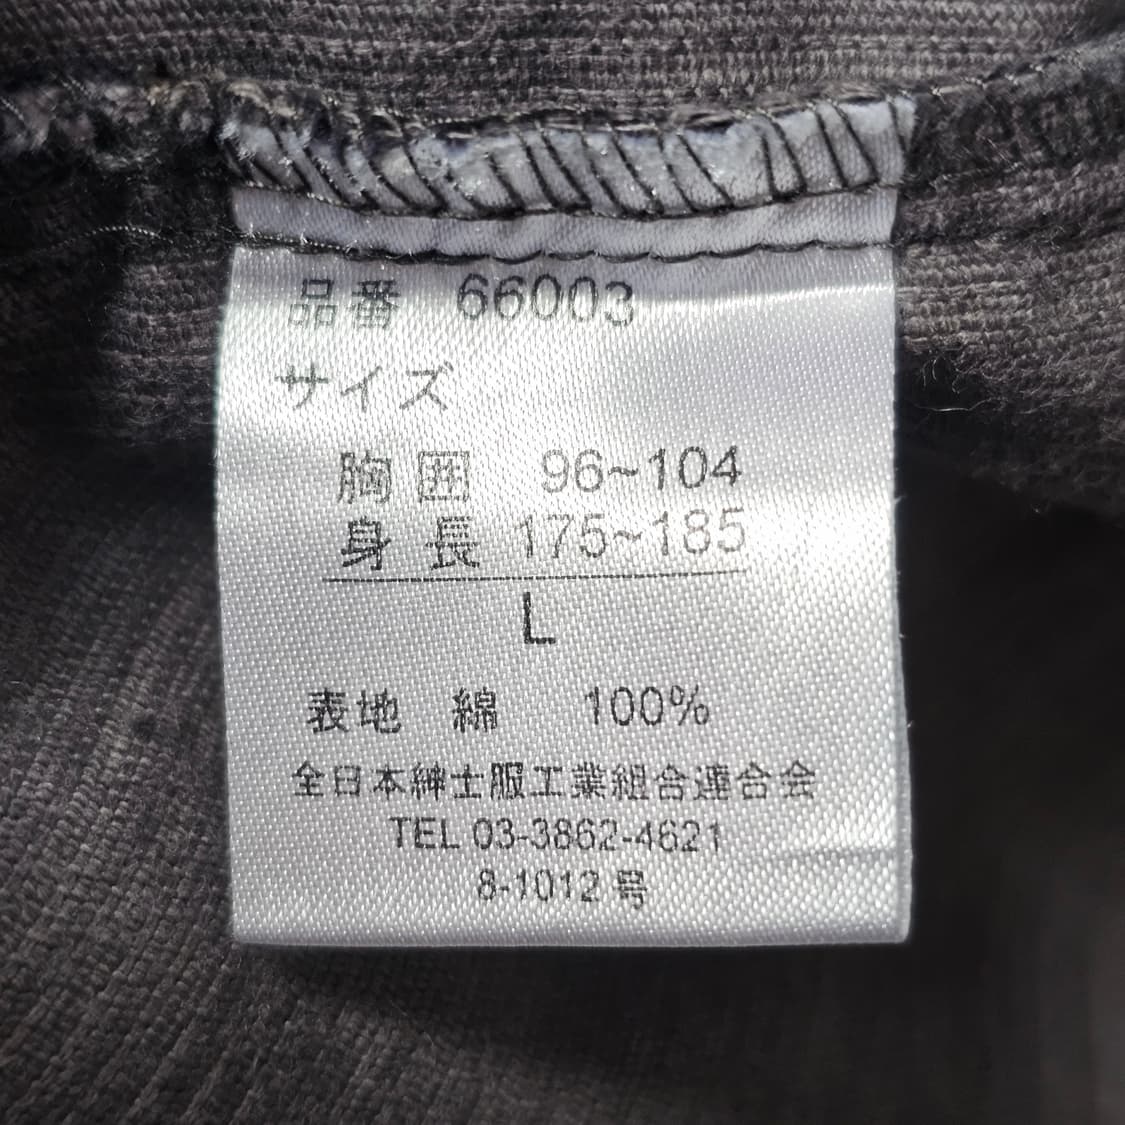 品番 66003
サイズ
胸囲 96~104
身長 175~185
L
表地 綿 100%
全日本紳士服工業組合連合会
TEL 03-3862-4621
8-1012 号